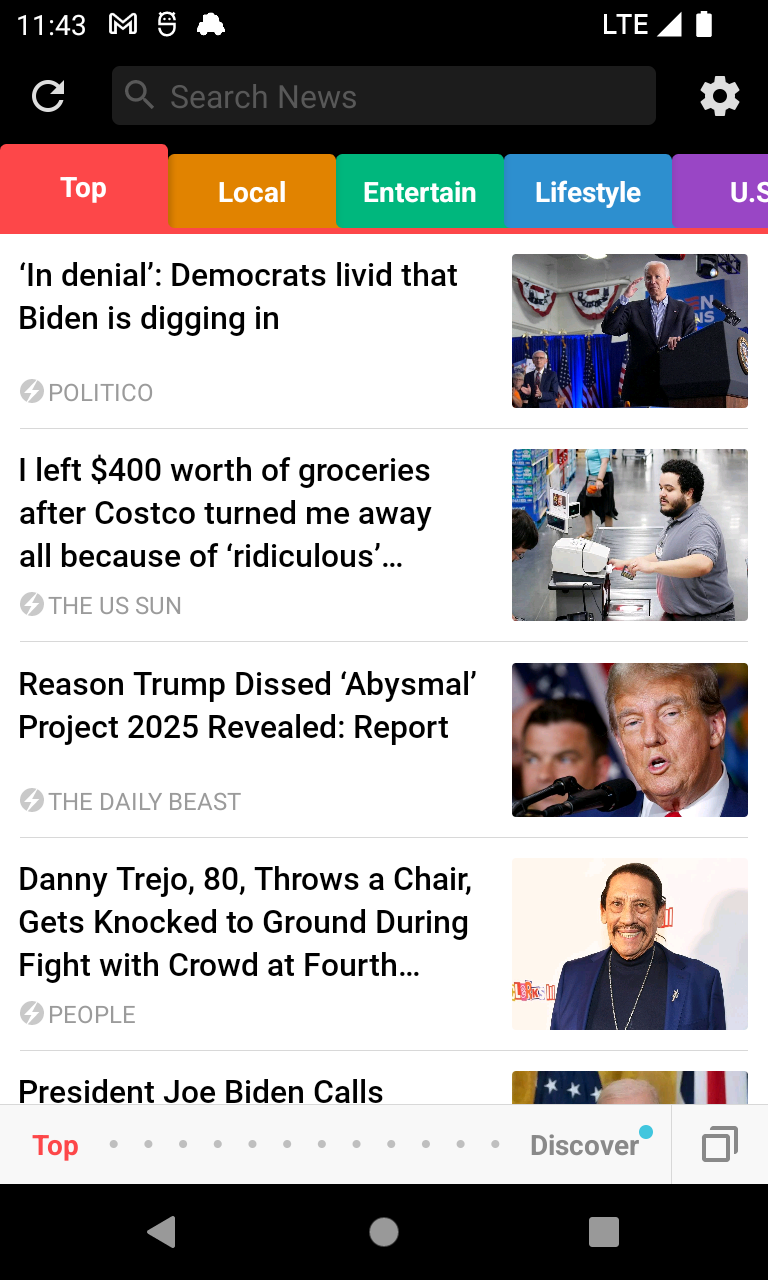 11:43
LTE
Search News
Top
Local
Entertain
Lifestyle
U.S
‘In denial’: Democrats livid that
Biden is digging in
POLITICO
I left $400 worth of groceries
after Costco turned me away
all because of ‘ridiculous’...
THE US SUN
Reason Trump Dissed ‘Abysmal’
Project 2025 Revealed: Report
THE DAILY BEAST
Danny Trejo, 80, Throws a Chair,
Gets Knocked to Ground During
Fight with Crowd at Fourth...
PEOPLE
President Joe Biden Calls
Top
Discover